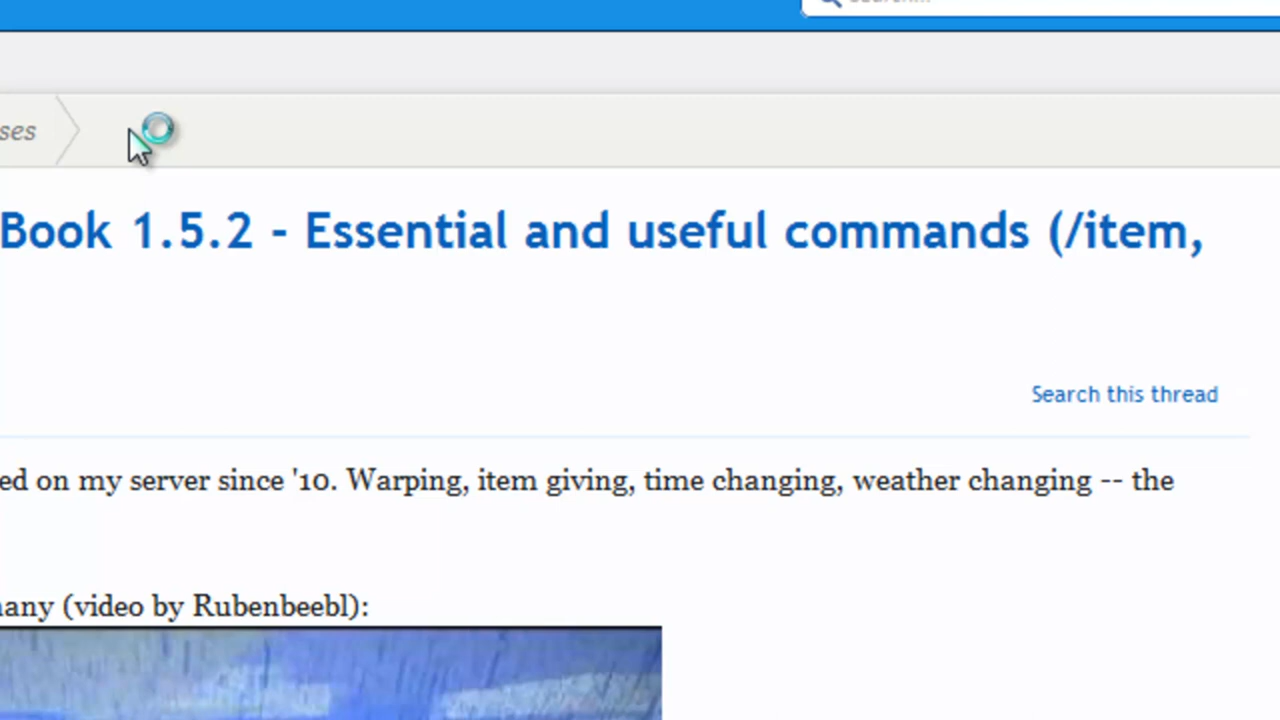 ses
Book 1.5.2 - Essential and useful commands (/item,
Search this thread
ed on my server since '10. Warping, item giving, time changing, weather changing -- the
any (video by Rubenbeebl):